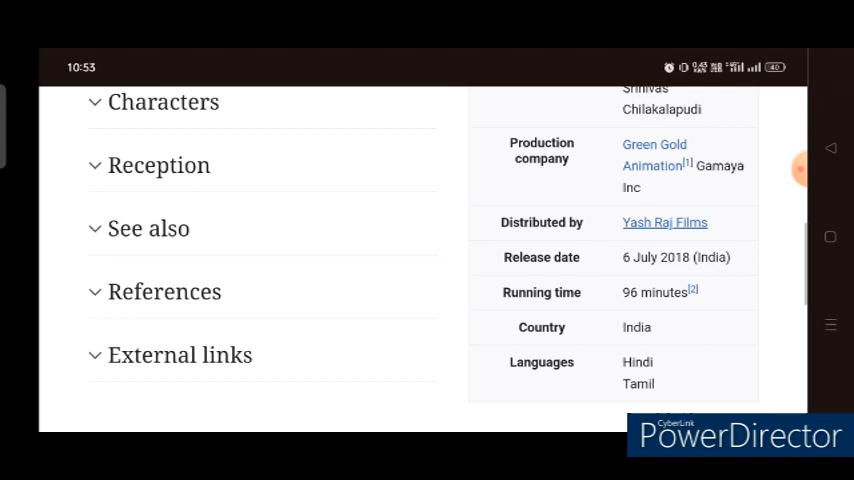 10:53
Characters
Reception
See also
References
External links
Srinivas
Chilakalapudi
Production
company
Green Gold
Animation[1] Gamaya
Inc
Distributed by
Yash Raj Films
Release date
6 July 2018 (India)
Running time
96 minutes[2]
Country
India
Languages
Hindi
Tamil
CyberLink
PowerDirector